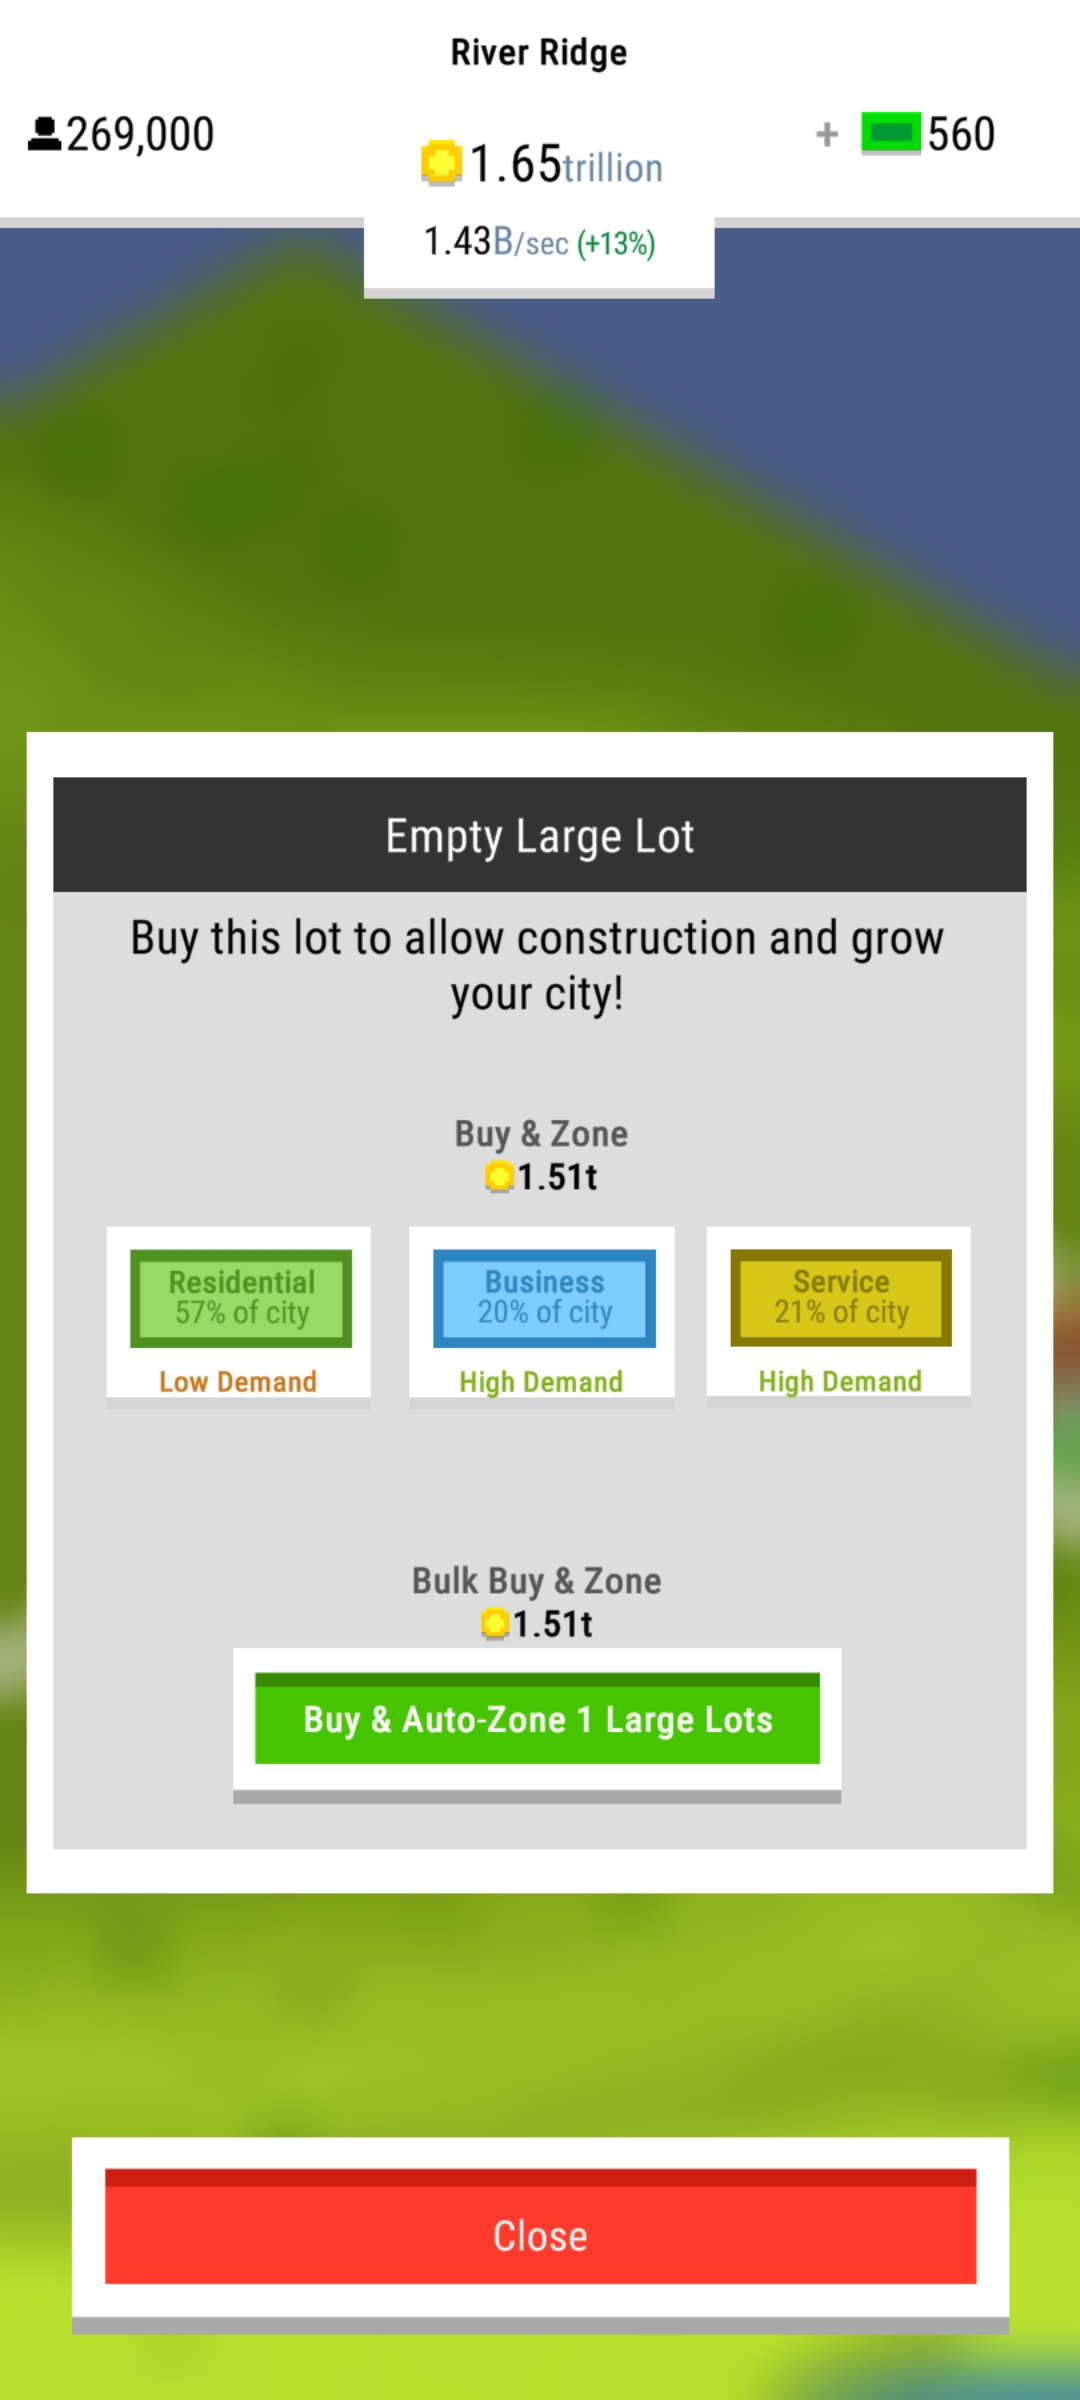 River Ridge
269,000
1.65trillion
+ 560
1.43B/sec (+13%)
Empty Large Lot
Buy this lot to allow construction and grow
your city!
Buy & Zone
1.51t
Residential
57% of city
Low Demand
Business
20% of city
High Demand
Service
21% of city
High Demand
Bulk Buy & Zone
1.51t
Buy & Auto-Zone 1 Large Lots
Close